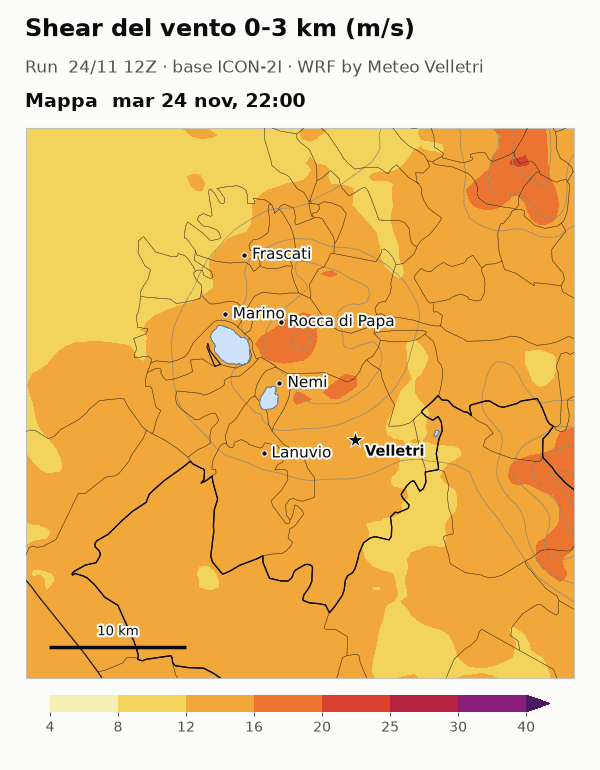 Shear del vento 0-3 km (m/s)
Run  24/11 12Z · base ICON-2I · WRF by Meteo Velletri
Mappa  mar 24 nov, 22:00
Frascati
Marino
Rocca di Papa
Nemi
Velletri
Lanuvio
10 km
4 8 12 16 20 25 30 40